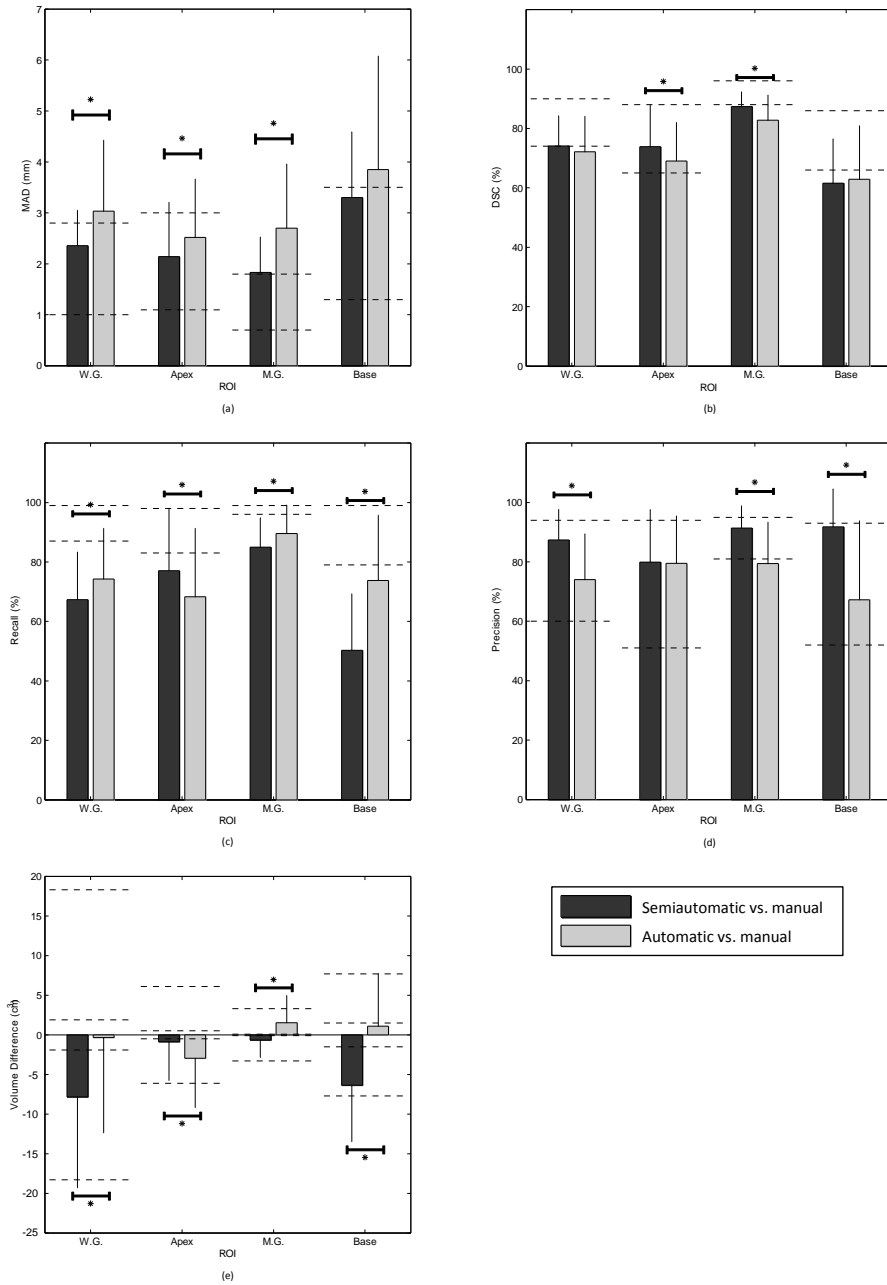 7
6
5
4
3
2
1
0
MAD (mm)
*
*
*
W.G. Apex M.G. Base
ROI
(a)
100
80
60
40
20
0
DSC (%)
*
*
W.G. Apex M.G. Base
ROI
(b)
100
80
60
40
20
0
Recall (%)
*
*
*
*
W.G. Apex M.G. Base
ROI
(c)
100
80
60
40
20
0
Precision (%)
*
*
*
W.G. Apex M.G. Base
ROI
(d)
20
15
10
5
0
-5
-10
-15
-20
-25
Volume Difference (cm³)
*
*
*
*
W.G. Apex M.G. Base
ROI
(e)
Semiautomatic vs. manual
Automatic vs. manual